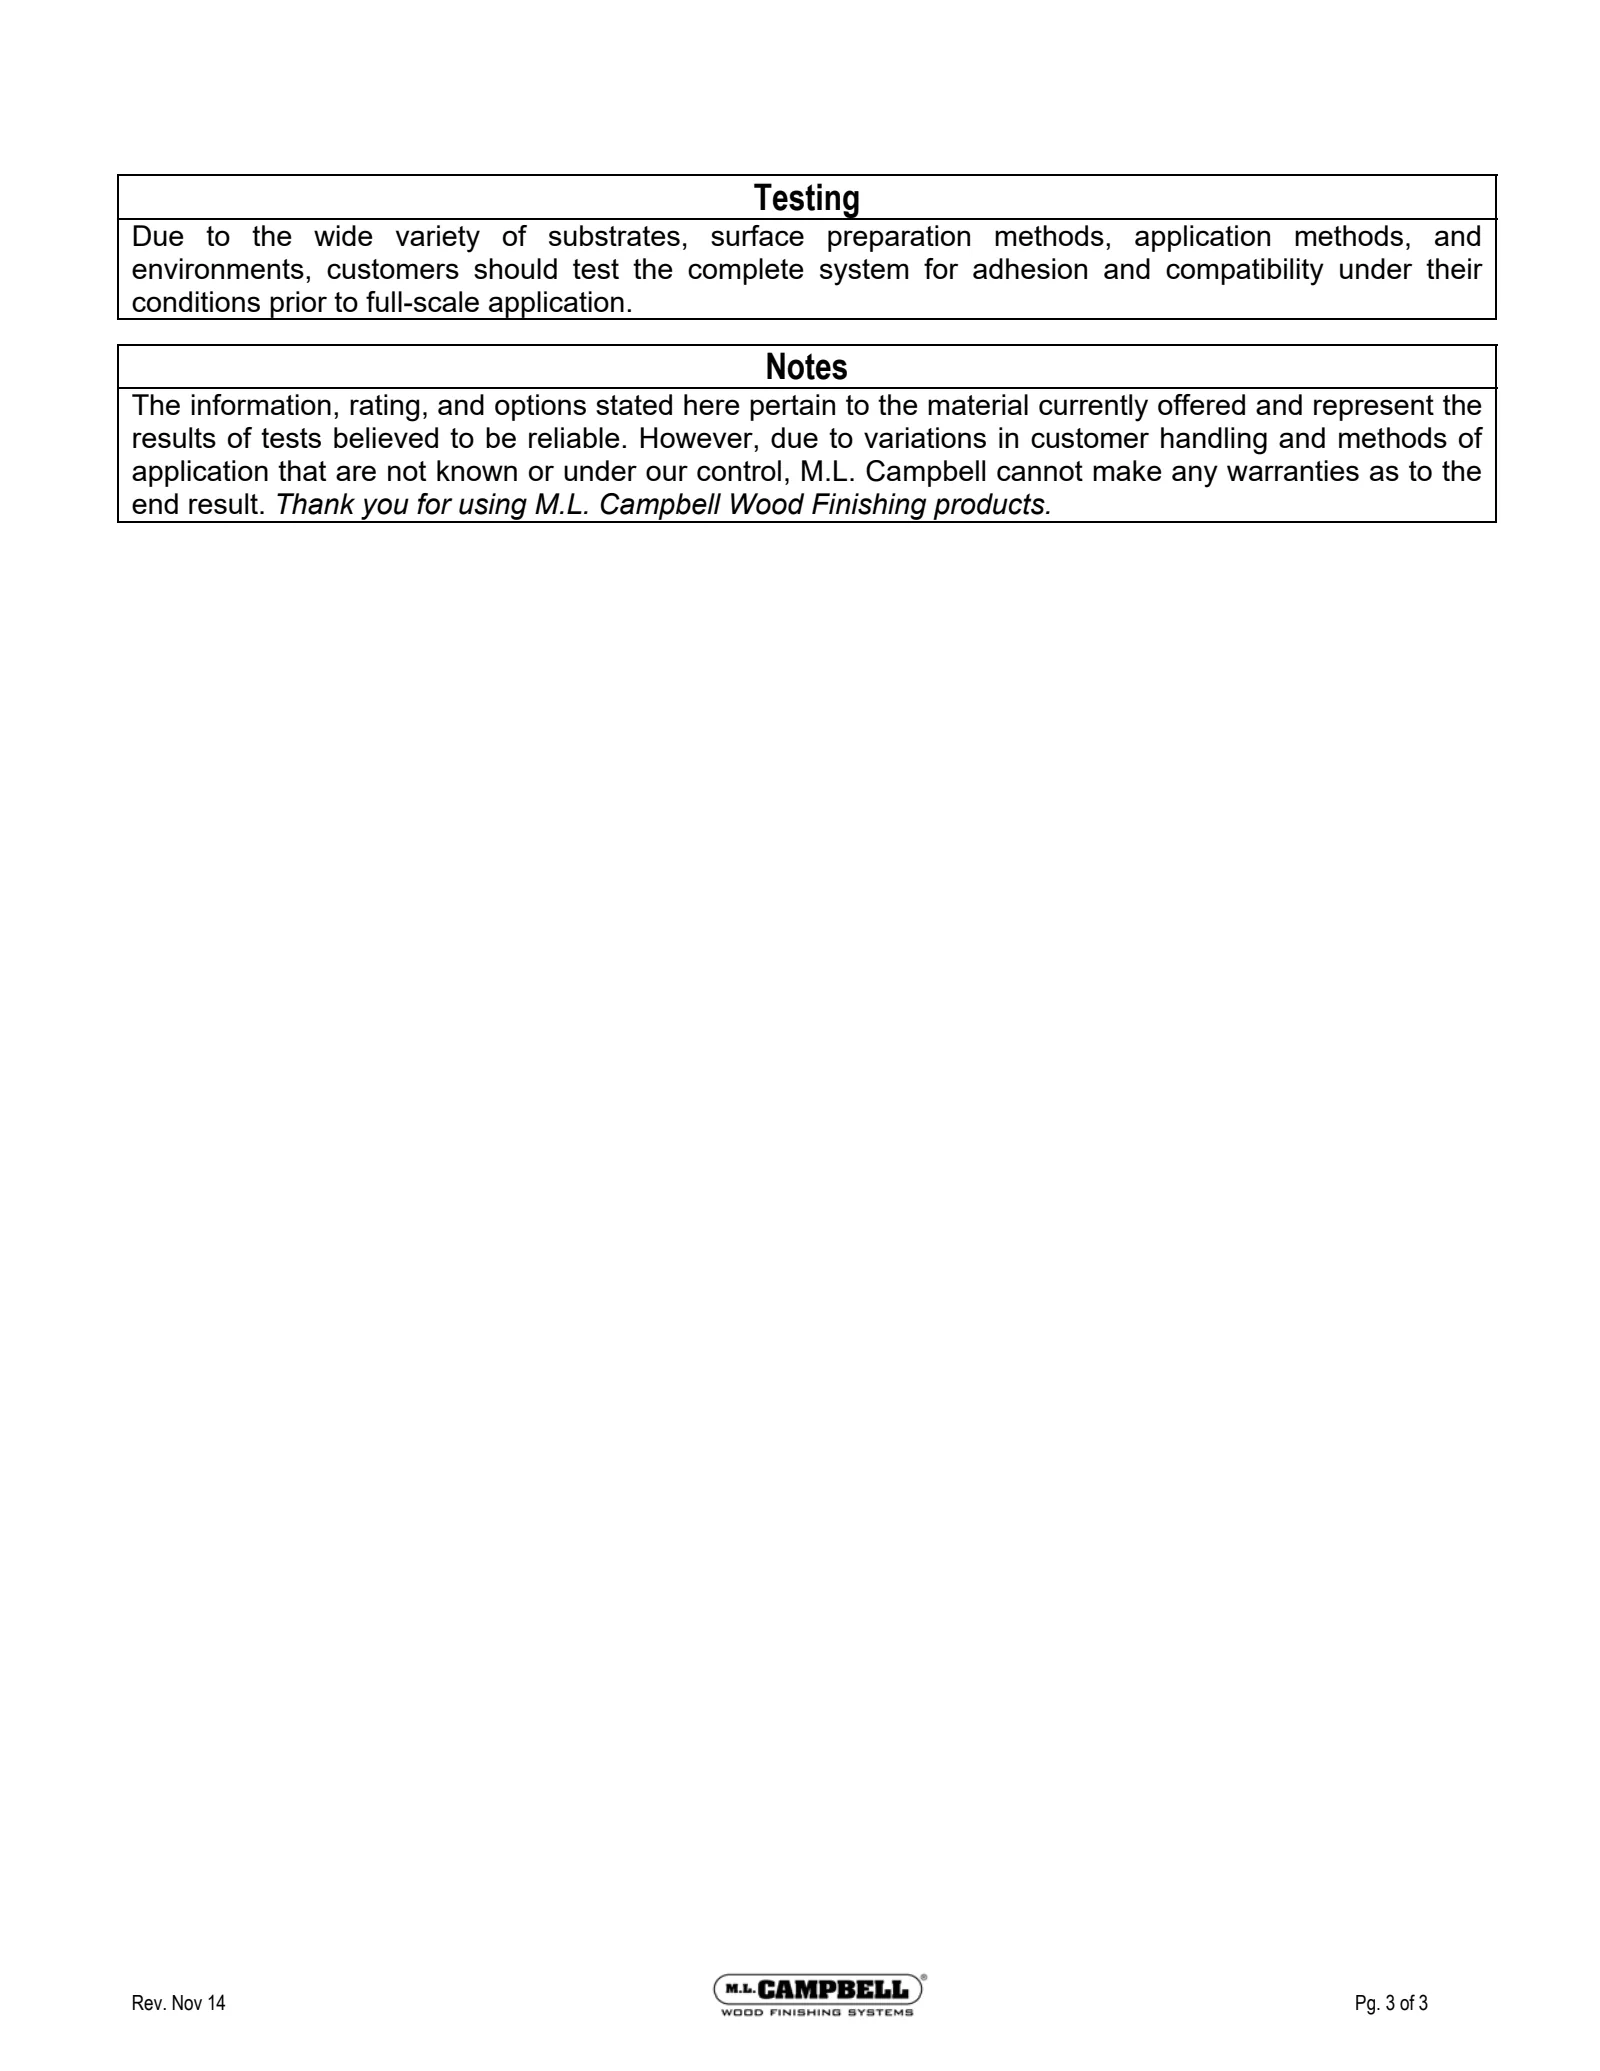 Testing
Due to the wide variety of substrates, surface preparation methods, application methods, and
environments, customers should test the complete system for adhesion and compatibility under their
conditions prior to full-scale application.
Notes
The information, rating, and options stated here pertain to the material currently offered and represent the
results of tests believed to be reliable. However, due to variations in customer handling and methods of
application that are not known or under our control, M.L. Campbell cannot make any warranties as to the
end result. Thank you for using M.L. Campbell Wood Finishing products.
Rev. Nov 14
M.L. CAMPBELL®
WOOD FINISHING SYSTEMS
Pg. 3 of 3